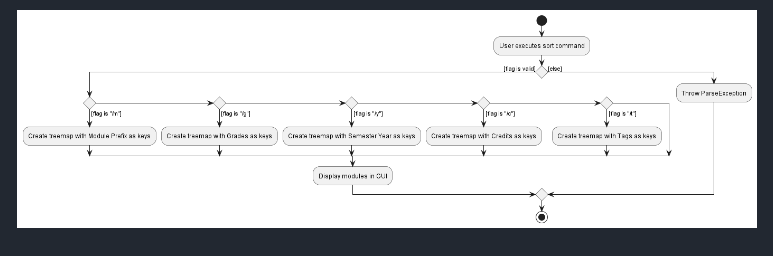 User executes sort command
[flag is valid]
[else]
Throw ParseException
[flag is "/m"]
[flag is "/g"]
[flag is "/y"]
[flag is "/c"]
[flag is "/t"]
Create treemap with Module Prefix as keys
Create treemap with Grades as keys
Create treemap with Semester Year as keys
Create treemap with Credits as keys
Create treemap with Tags as keys
Display modules in GUI